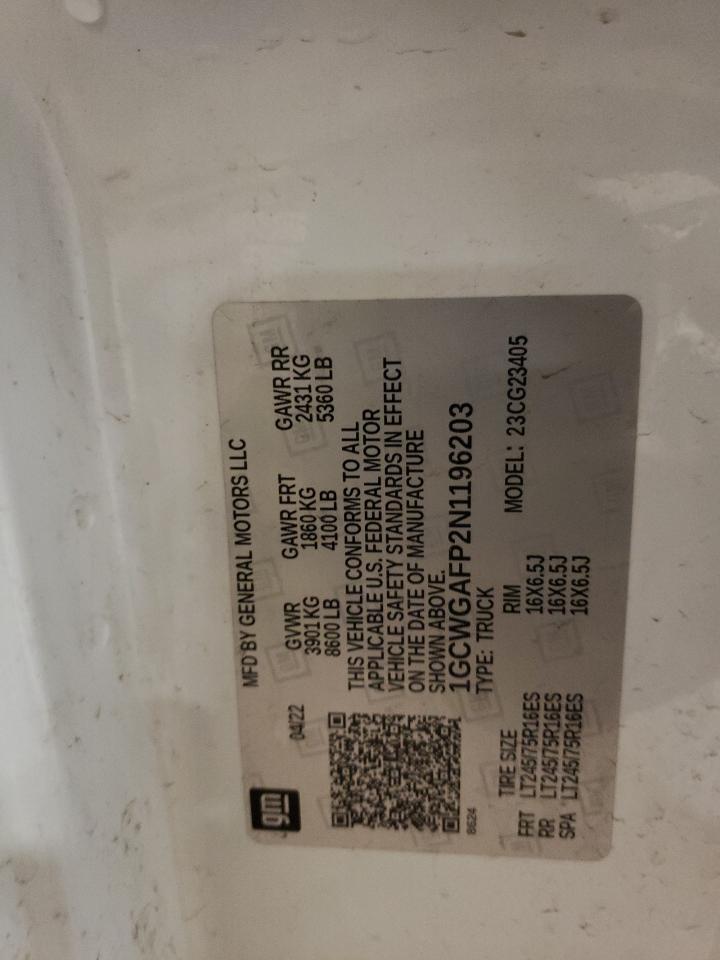 gm
MFD BY GENERAL MOTORS LLC
04/22
GVWR GAWR FRT GAWR RR
3901 KG 1860 KG 2431 KG
8600 LB 4100 LB 5360 LB
THIS VEHICLE CONFORMS TO ALL
APPLICABLE U.S. FEDERAL MOTOR
VEHICLE SAFETY STANDARDS IN EFFECT
ON THE DATE OF MANUFACTURE
SHOWN ABOVE.
1GCWGAFP2N1196203
8624
TYPE: TRUCK
TIRE SIZE RIM MODEL: 23CG23405
FRT LT245/75R16ES 16X6.5J
RR LT245/75R16ES 16X6.5J
SPA LT245/75R16ES 16X6.5J